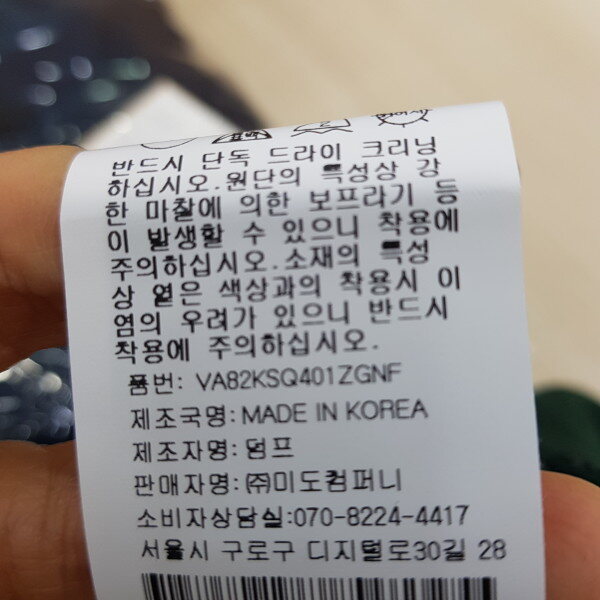 반드시 단독 드라이 크리닝
하십시오.원단의 특성상 강
한 마찰에 의한 보프라기 등
이 발생할 수 있으니 착용에
주의하십시오.소재의 특성
상 옅은 색상과의 착용시 이
염의 우려가 있으니 반드시
착용에 주의하십시오.
품번: VA82KSQ401ZGNF
제조국명:MADE IN KOREA
제조자명:덤프
판매자명:㈜미도컴퍼니
소비자상담실:070-8224-4417
서울시 구로구 디지털로30길 28